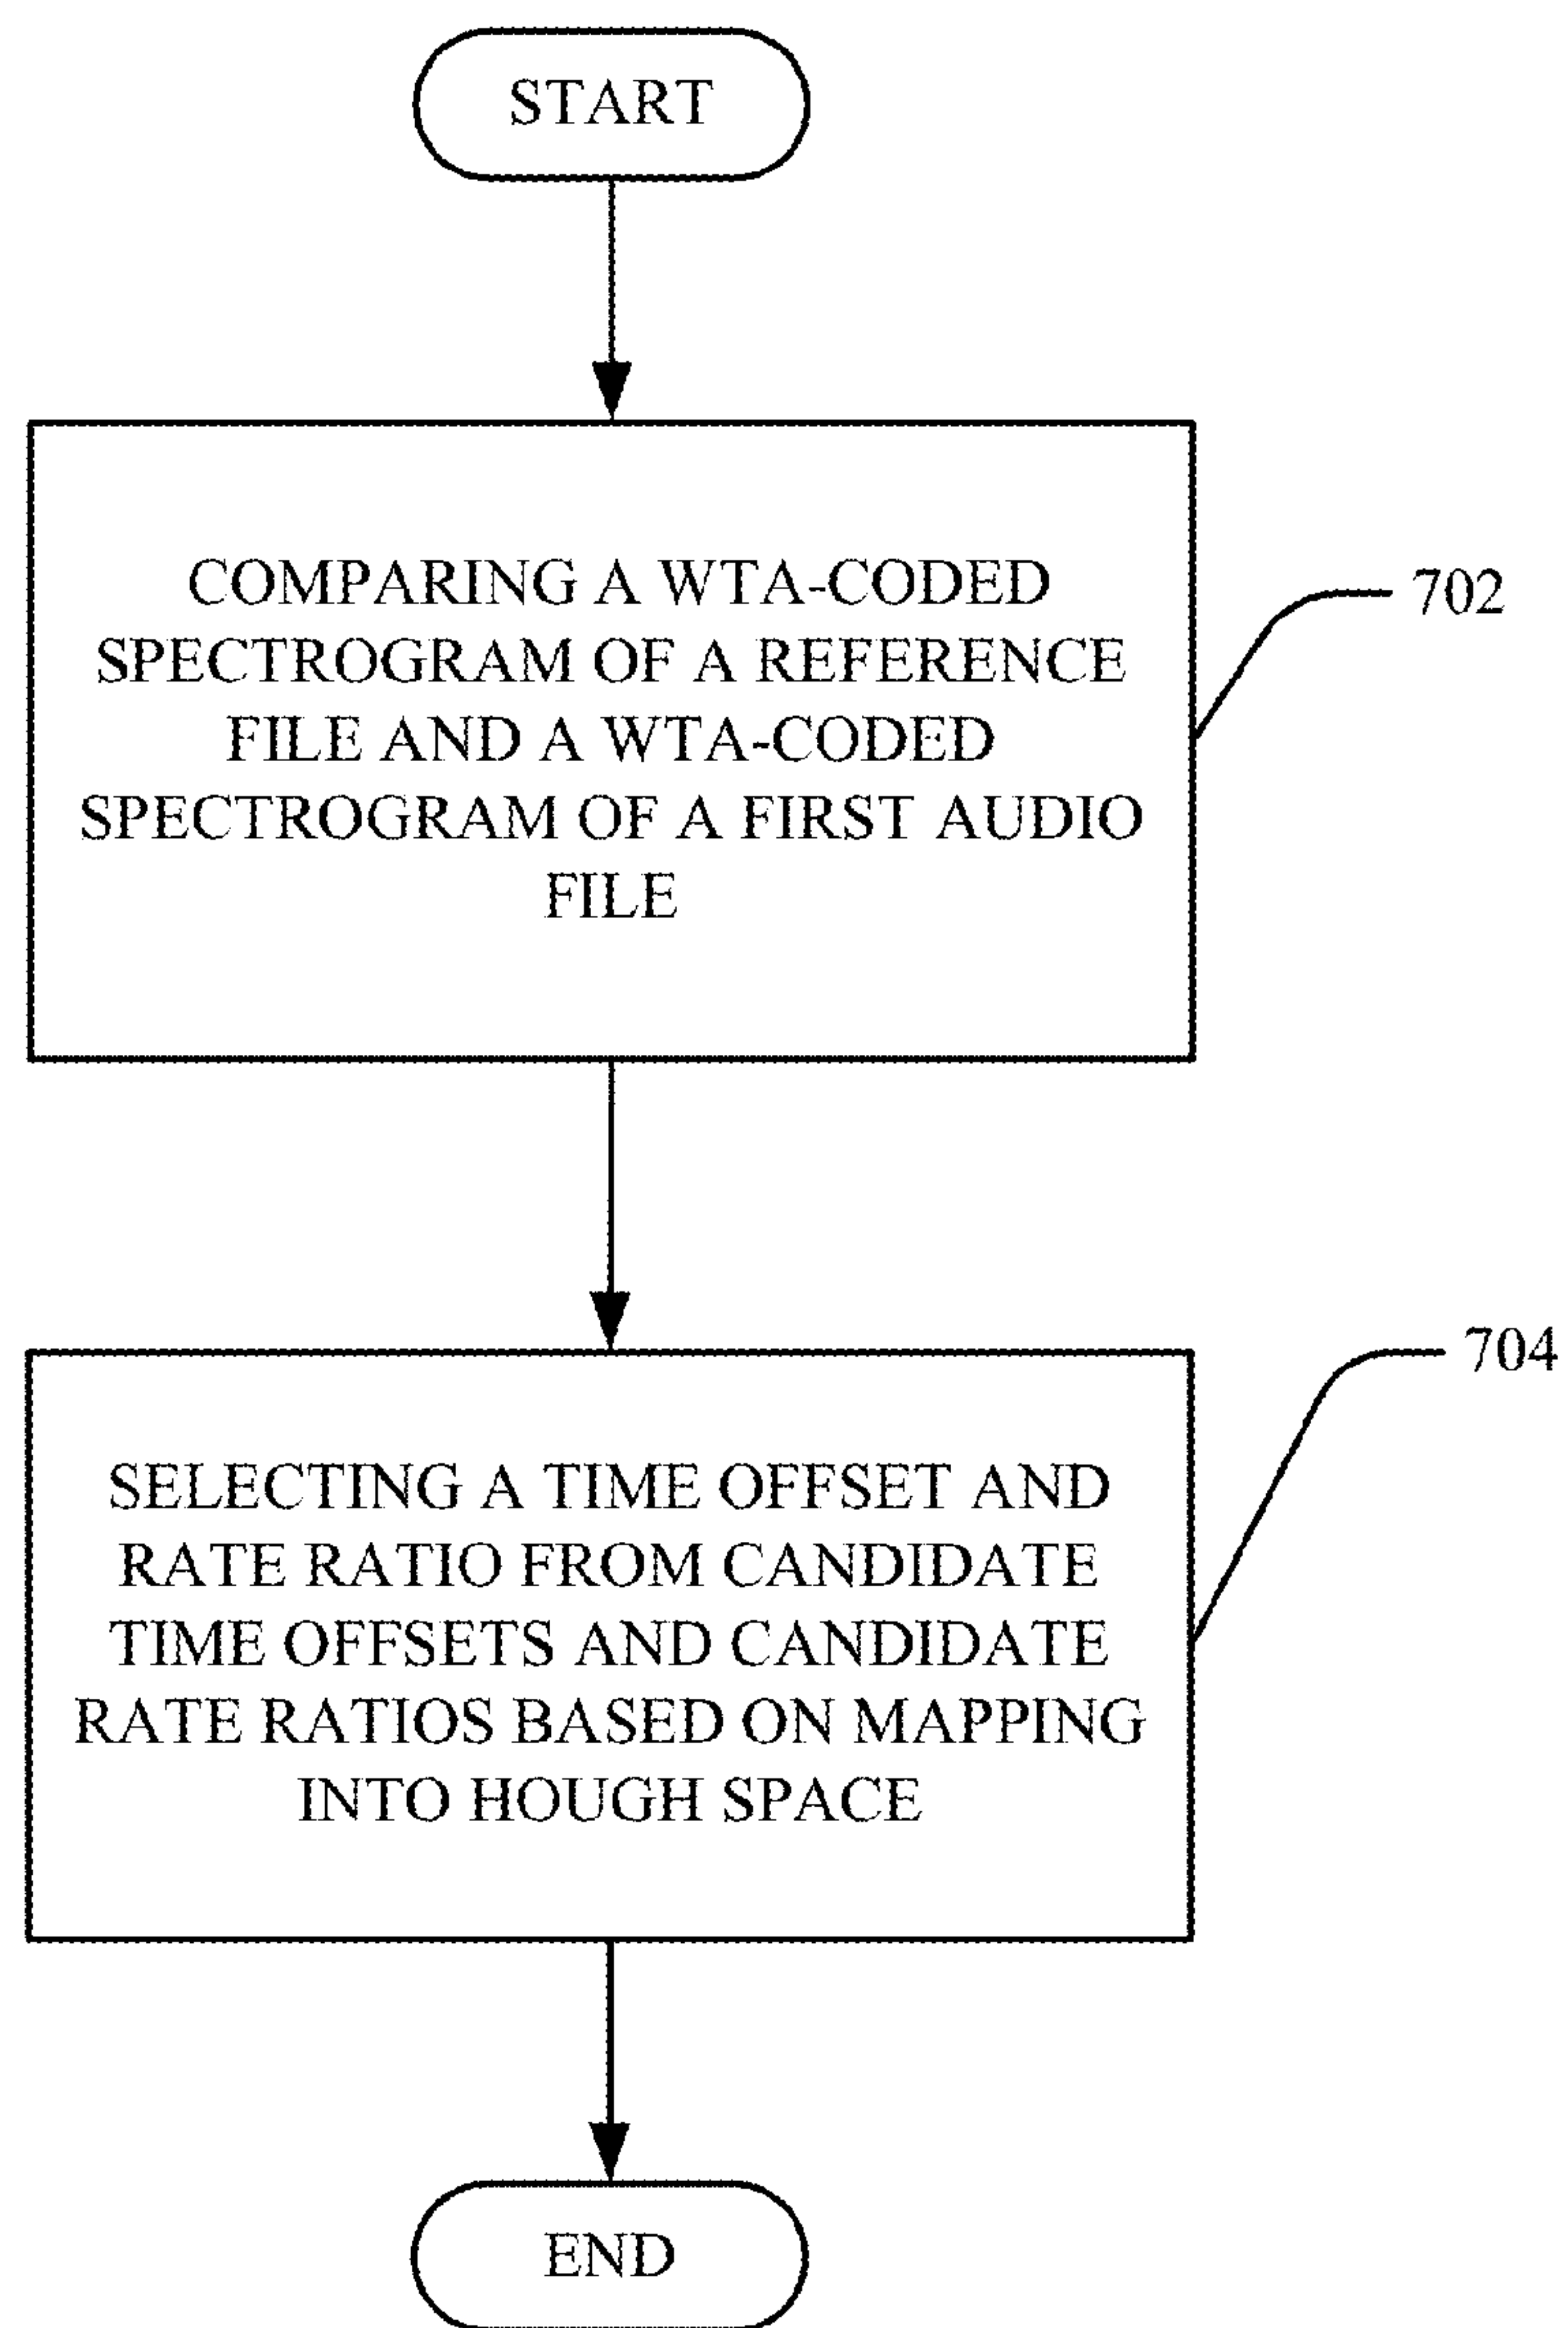 START
COMPARING A WTA-CODED
SPECTROGRAM OF A REFERENCE
FILE AND A WTA-CODED
SPECTROGRAM OF A FIRST AUDIO
FILE
702
SELECTING A TIME OFFSET AND
RATE RATIO FROM CANDIDATE
TIME OFFSETS AND CANDIDATE
RATE RATIOS BASED ON MAPPING
INTO HOUGH SPACE
704
END